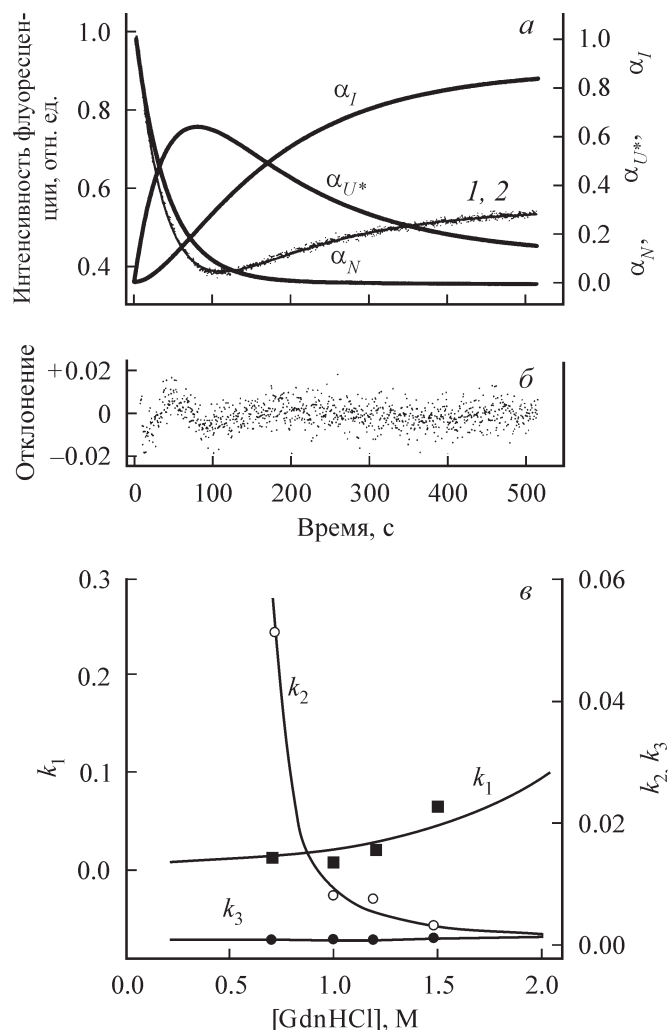 Интенсивность флуоресцен-
ции, отн. ед.
1.0
0.8
0.6
0.4
а
α_I
α_U*
α_N
1, 2
1.0
0.8
0.6
0.4
0.2
0.0
α_N, α_U*, α_I
Отклонение
+0.02
0
–0.02
б
0 100 200 300 400 500
Время, с
k_1
0.3
0.2
0.1
0.0
в
k_2
k_1
k_3
0.06
0.04
0.02
0.00
k_2, k_3
0.0 0.5 1.0 1.5 2.0
[GdnHCl], М